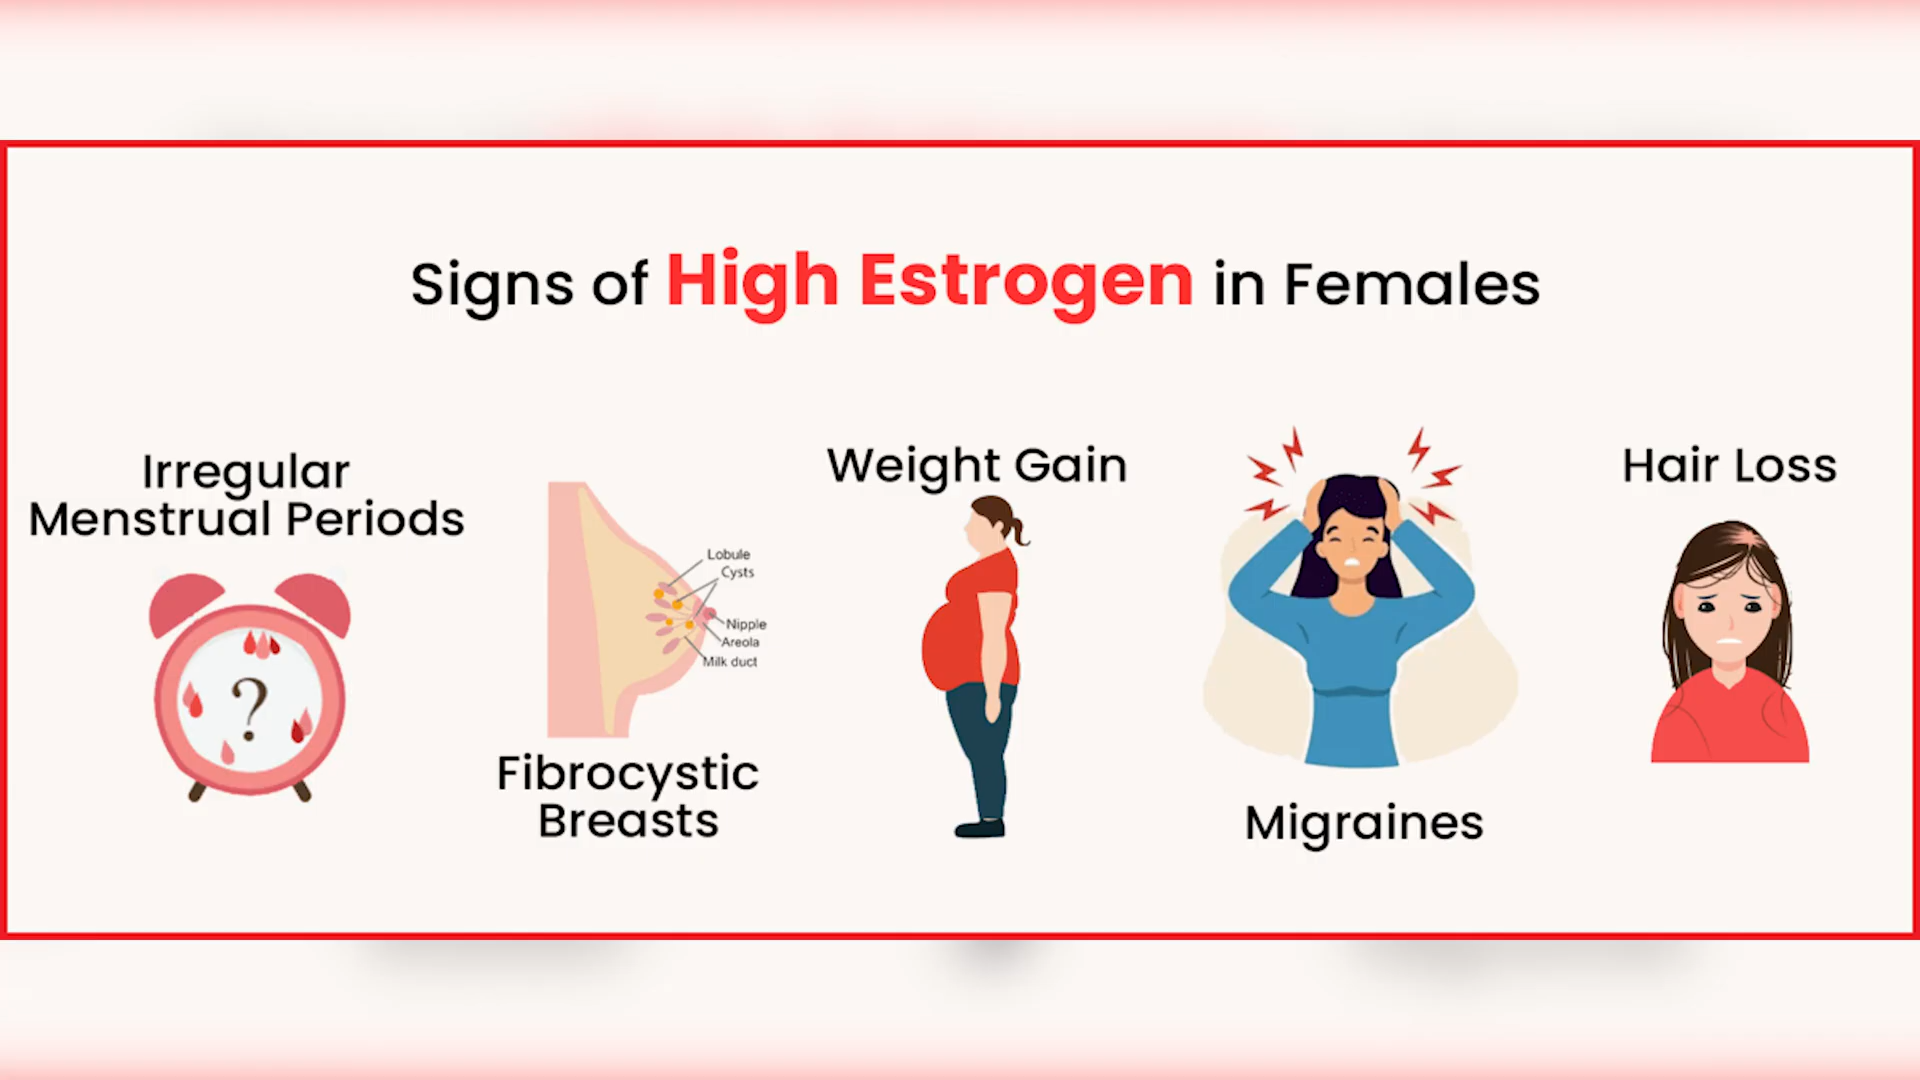 Signs of High Estrogen in Females
Irregular
Menstrual Periods
?
Lobule
Cysts
Nipple
Areola
Milk duct
Fibrocystic
Breasts
Weight Gain
Migraines
Hair Loss